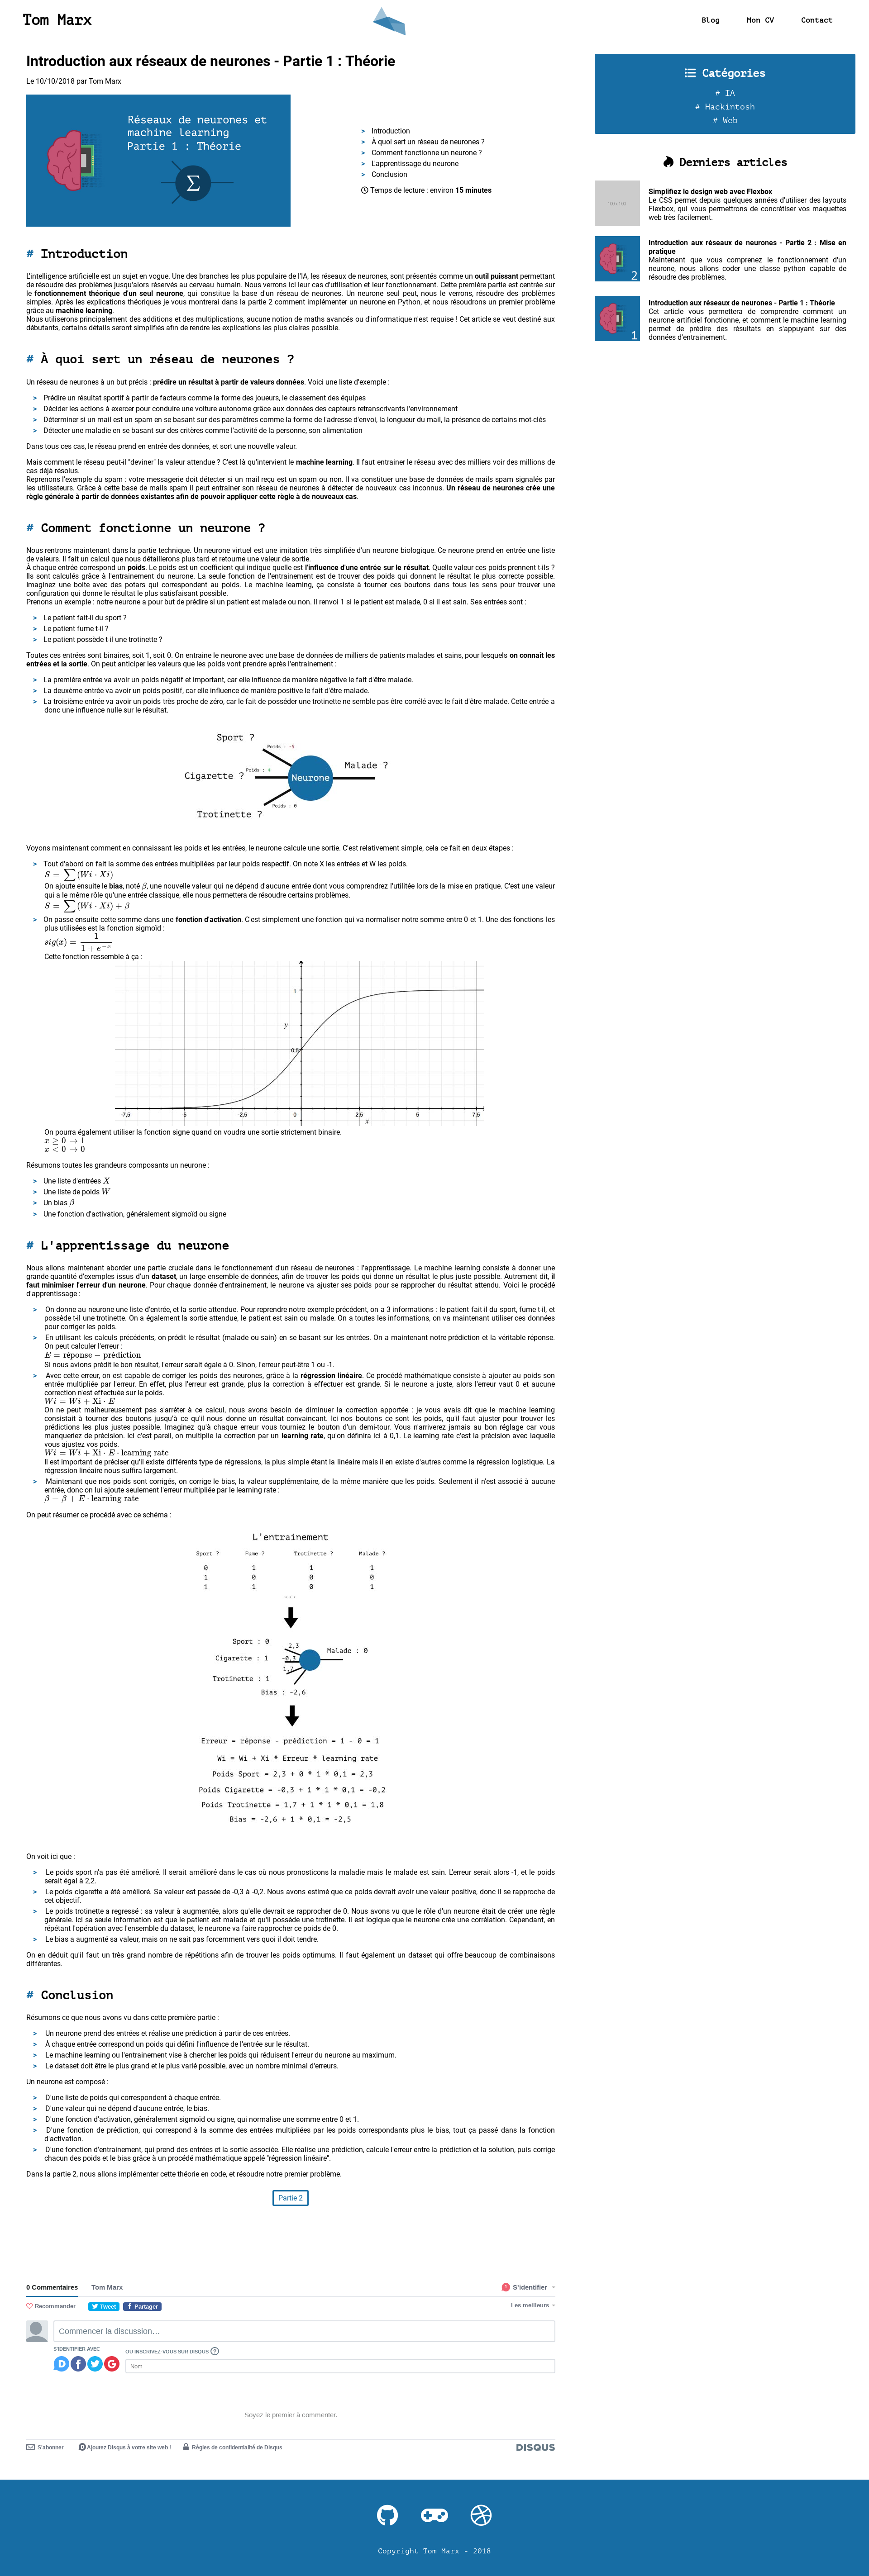 Tom Marx
Blog
Mon CV
Contact
Introduction aux réseaux de neurones - Partie 1 : Théorie
Le 10/10/2018 par Tom Marx
Réseaux de neurones et
machine learning
Partie 1 : Théorie
Σ
> Introduction
> À quoi sert un réseau de neurones ?
> Comment fonctionne un neurone ?
> L'apprentissage du neurone
> Conclusion
Temps de lecture : environ 15 minutes
Catégories
# IA
# Hackintosh
# Web
Derniers articles
Simplifiez le design web avec Flexbox
Le CSS permet depuis quelques années d'utiliser des layouts
Flexbox, qui vous permettrons de concrétiser vos maquettes
web très facilement.
2
Introduction aux réseaux de neurones - Partie 2 : Mise en
pratique
Maintenant que vous comprenez le fonctionnement d'un
neurone, nous allons coder une classe python capable de
résoudre des problèmes.
1
Introduction aux réseaux de neurones - Partie 1 : Théorie
Cet article vous permettera de comprendre comment un
neurone artificiel fonctionne, et comment le machine learning
permet de prédire des résultats en s'appuyant sur des
données d'entrainement.
# Introduction
L'intelligence artificielle est un sujet en vogue. Une des branches les plus populaire de l'IA, les réseaux de neurones, sont présentés comme un outil puissant permettant
de résoudre des problèmes jusqu'alors réservés au cerveau humain. Nous verrons ici leur cas d'utilisation et leur fonctionnement. Cette première partie est centrée sur
le fonctionnement théorique d'un seul neurone, qui constitue la base d'un réseau de neurones. Un neurone seul peut, nous le verrons, résoudre des problèmes
simples. Après les explications théoriques je vous montrerai dans la partie 2 comment implémenter un neurone en Python, et nous résoudrons un premier problème
grâce au machine learning.
Nous utiliserons principalement des additions et des multiplications, aucune notion de maths avancés ou d'informatique n'est requise ! Cet article se veut destiné aux
débutants, certains détails seront simplifiés afin de rendre les explications les plus claires possible.
# À quoi sert un réseau de neurones ?
Un réseau de neurones à un but précis : prédire un résultat à partir de valeurs données. Voici une liste d'exemple :
> Prédire un résultat sportif à partir de facteurs comme la forme des joueurs, le classement des équipes
> Décider les actions à exercer pour conduire une voiture autonome grâce aux données des capteurs retranscrivants l'environnement
> Déterminer si un mail est un spam en se basant sur des paramètres comme la forme de l'adresse d'envoi, la longueur du mail, la présence de certains mot-clés
> Détecter une maladie en se basant sur des critères comme l'activité de la personne, son alimentation
Dans tous ces cas, le réseau prend en entrée des données, et sort une nouvelle valeur.
Mais comment le réseau peut-il "deviner" la valeur attendue ? C'est là qu'intervient le machine learning. Il faut entrainer le réseau avec des milliers voir des millions de
cas déjà résolus.
Reprenons l'exemple du spam : votre messagerie doit détecter si un mail reçu est un spam ou non. Il va constituer une base de données de mails spam signalés par
les utilisateurs. Grâce à cette base de mails spam il peut entrainer son réseau de neurones à détecter de nouveaux cas inconnus. Un réseau de neurones crée une
règle générale à partir de données existantes afin de pouvoir appliquer cette règle à de nouveaux cas.
# Comment fonctionne un neurone ?
Nous rentrons maintenant dans la partie technique. Un neurone virtuel est une imitation très simplifiée d'un neurone biologique. Ce neurone prend en entrée une liste
de valeurs. Il fait un calcul que nous détaillerons plus tard et retourne une valeur de sortie.
À chaque entrée correspond un poids. Le poids est un coefficient qui indique quelle est l'influence d'une entrée sur le résultat. Quelle valeur ces poids prennent t-ils ?
Ils sont calculés grâce à l'entrainement du neurone. La seule fonction de l'entrainement est de trouver des poids qui donnent le résultat le plus correcte possible.
Imaginez une boite avec des potars qui correspondent au poids. Le machine learning, ça consiste à tourner ces boutons dans tous les sens pour trouver la
configuration qui donne le résultat le plus satisfaisant possible.
Prenons un exemple : notre neurone a pour but de prédire si un patient est malade ou non. Il renvoi 1 si le patient est malade, 0 si il est sain. Ses entrées sont :
> Le patient fait-il du sport ?
> Le patient fume t-il ?
> Le patient possède t-il une trotinette ?
Toutes ces entrées sont binaires, soit 1, soit 0. On entraine le neurone avec une base de données de milliers de patients malades et sains, pour lesquels on connait les
entrées et la sortie. On peut anticiper les valeurs que les poids vont prendre après l'entrainement :
> La première entrée va avoir un poids négatif et important, car elle influence de manière négative le fait d'être malade.
> La deuxème entrée va avoir un poids positif, car elle influence de manière positive le fait d'être malade.
> La troisième entrée va avoir un poids très proche de zéro, car le fait de posséder une trotinette ne semble pas être corrélé avec le fait d'être malade. Cette entrée a
donc une influence nulle sur le résultat.
Sport ?
Poids : -5
Cigarette ?
Poids : 4
Neurone
Malade ?
Trotinette ?
Poids : 0
Voyons maintenant comment en connaissant les poids et les entrées, le neurone calcule une sortie. C'est relativement simple, cela ce fait en deux étapes :
> Tout d'abord on fait la somme des entrées multipliées par leur poids respectif. On note X les entrées et W les poids.
S = ∑(Wi · Xi)
On ajoute ensuite le bias, noté β, une nouvelle valeur qui ne dépend d'aucune entrée dont vous comprendrez l'utilitée lors de la mise en pratique. C'est une valeur
qui a le même rôle qu'une entrée classique, elle nous permettera de résoudre certains problèmes.
S = ∑(Wi · Xi) + β
> On passe ensuite cette somme dans une fonction d'activation. C'est simplement une fonction qui va normaliser notre somme entre 0 et 1. Une des fonctions les
plus utilisées est la fonction sigmoïd :
sig(x) = 1 / 1 + e^−x
Cette fonction ressemble à ça :
1
y
0,5
-7,5 -5 -2,5 0 2,5 5 7,5
x
On pourra également utiliser la fonction signe quand on voudra une sortie strictement binaire.
x ≥ 0 → 1
x < 0 → 0
Résumons toutes les grandeurs composants un neurone :
> Une liste d'entrées X
> Une liste de poids W
> Un bias β
> Une fonction d'activation, généralement sigmoïd ou signe
# L'apprentissage du neurone
Nous allons maintenant aborder une partie cruciale dans le fonctionnement d'un réseau de neurones : l'apprentissage. Le machine learning consiste à donner une
grande quantité d'exemples issus d'un dataset, un large ensemble de données, afin de trouver les poids qui donne un résultat le plus juste possible. Autrement dit, il
faut minimiser l'erreur d'un neurone. Pour chaque donnée d'entrainement, le neurone va ajuster ses poids pour se rapprocher du résultat attendu. Voici le procédé
d'apprentissage :
> On donne au neurone une liste d'entrée, et la sortie attendue. Pour reprendre notre exemple précédent, on a 3 informations : le patient fait-il du sport, fume t-il, et
possède t-il une trotinette. On a également la sortie attendue, le patient est sain ou malade. On a toutes les informations, on va maintenant utiliser ces données
pour corriger les poids.
> En utilisant les calculs précédents, on prédit le résultat (malade ou sain) en se basant sur les entrées. On a maintenant notre prédiction et la véritable réponse.
On peut calculer l'erreur :
E = réponse − prédiction
Si nous avions prédit le bon résultat, l'erreur serait égale à 0. Sinon, l'erreur peut-être 1 ou -1.
> Avec cette erreur, on est capable de corriger les poids des neurones, grâce à la régression linéaire. Ce procédé mathématique consiste à ajouter au poids son
entrée multipliée par l'erreur. En effet, plus l'erreur est grande, plus la correction à effectuer est grande. Si le neurone a juste, alors l'erreur vaut 0 et aucune
correction n'est effectuée sur le poids.
Wi = Wi + Xi · E
On ne peut malheureusement pas s'arrêter à ce calcul, nous avons besoin de diminuer la correction apportée : je vous avais dit que le machine learning
consistait à tourner des boutons jusqu'à ce qu'il nous donne un résultat convaincant. Ici nos boutons ce sont les poids, qu'il faut ajuster pour trouver les
prédictions les plus justes possible. Imaginez qu'à chaque erreur vous tourniez le bouton d'un demi-tour. Vous n'arriverez jamais au bon réglage car vous
manqueriez de précision. Ici c'est pareil, on multiplie la correction par un learning rate, qu'on définira ici à 0,1. Le learning rate c'est la précision avec laquelle
vous ajustez vos poids.
Wi = Wi + Xi · E · learning rate
Il est important de préciser qu'il existe différents type de régressions, la plus simple étant la linéaire mais il en existe d'autres comme la régression logistique. La
régression linéaire nous suffira largement.
> Maintenant que nos poids sont corrigés, on corrige le bias, la valeur supplémentaire, de la même manière que les poids. Seulement il n'est associé à aucune
entrée, donc on lui ajoute seulement l'erreur multipliée par le learning rate :
β = β + E · learning rate
On peut résumer ce procédé avec ce schéma :
L'entrainement
Sport ? Fume ? Trotinette ? Malade ?
0 1 1 1
1 0 0 0
1 1 0 1
...
Sport : 0
2,3
Malade : 0
Cigarette : 1
-0,3
1,7
Trotinette : 1
Bias : -2,6
Erreur = réponse - prédiction = 1 - 0 = 1
Wi = Wi + Xi * Erreur * learning rate
Poids Sport = 2,3 + 0 * 1 * 0,1 = 2,3
Poids Cigarette = -0,3 + 1 * 1 * 0,1 = -0,2
Poids Trotinette = 1,7 + 1 * 1 * 0,1 = 1,8
Bias = -2,6 + 1 * 0,1 = -2,5
On voit ici que :
> Le poids sport n'a pas été amélioré. Il serait amélioré dans le cas où nous pronosticons la maladie mais le malade est sain. L'erreur serait alors -1, et le poids
serait égal à 2,2.
> Le poids cigarette a été amélioré. Sa valeur est passée de -0,3 à -0,2. Nous avons estimé que ce poids devrait avoir une valeur positive, donc il se rapproche de
cet objectif.
> Le poids trotinette a regressé : sa valeur à augmentée, alors qu'elle devrait se rapprocher de 0. Nous avons vu que le rôle d'un neurone était de créer une règle
générale. Ici sa seule information est que le patient est malade et qu'il possède une trotinette. Il est logique que le neurone crée une corrélation. Cependant, en
répétant l'opération avec l'ensemble du dataset, le neurone va faire rapprocher ce poids de 0.
> Le bias a augmenté sa valeur, mais on ne sait pas forcemment vers quoi il doit tendre.
On en déduit qu'il faut un très grand nombre de répétitions afin de trouver les poids optimums. Il faut également un dataset qui offre beaucoup de combinaisons
différentes.
# Conclusion
Résumons ce que nous avons vu dans cette première partie :
> Un neurone prend des entrées et réalise une prédiction à partir de ces entrées.
> À chaque entrée correspond un poids qui défini l'influence de l'entrée sur le résultat.
> Le machine learning ou l'entrainement vise à chercher les poids qui réduisent l'erreur du neurone au maximum.
> Le dataset doit être le plus grand et le plus varié possible, avec un nombre minimal d'erreurs.
Un neurone est composé :
> D'une liste de poids qui correspondent à chaque entrée.
> D'une valeur qui ne dépend d'aucune entrée, le bias.
> D'une fonction d'activation, généralement sigmoïd ou signe, qui normalise une somme entre 0 et 1.
> D'une fonction de prédiction, qui correspond à la somme des entrées multipliées par les poids correspondants plus le bias, tout ça passé dans la fonction
d'activation.
> D'une fonction d'entrainement, qui prend des entrées et la sortie associée. Elle réalise une prédiction, calcule l'erreur entre la prédiction et la solution, puis corrige
chacun des poids et le bias grâce à un procédé mathématique appelé "régression linéaire".
Dans la partie 2, nous allons implémenter cette théorie en code, et résoudre notre premier problème.
Partie 2
0 Commentaires
Tom Marx
1
S'identifier
Recommander
Tweet
Partager
Les meilleurs
Commencer la discussion…
S'IDENTIFIER AVEC
OU INSCRIVEZ-VOUS SUR DISQUS ?
Nom
Soyez le premier à commenter.
S'abonner
Ajoutez Disqus à votre site web !
Règles de confidentialité de Disqus
DISQUS
Copyright Tom Marx - 2018